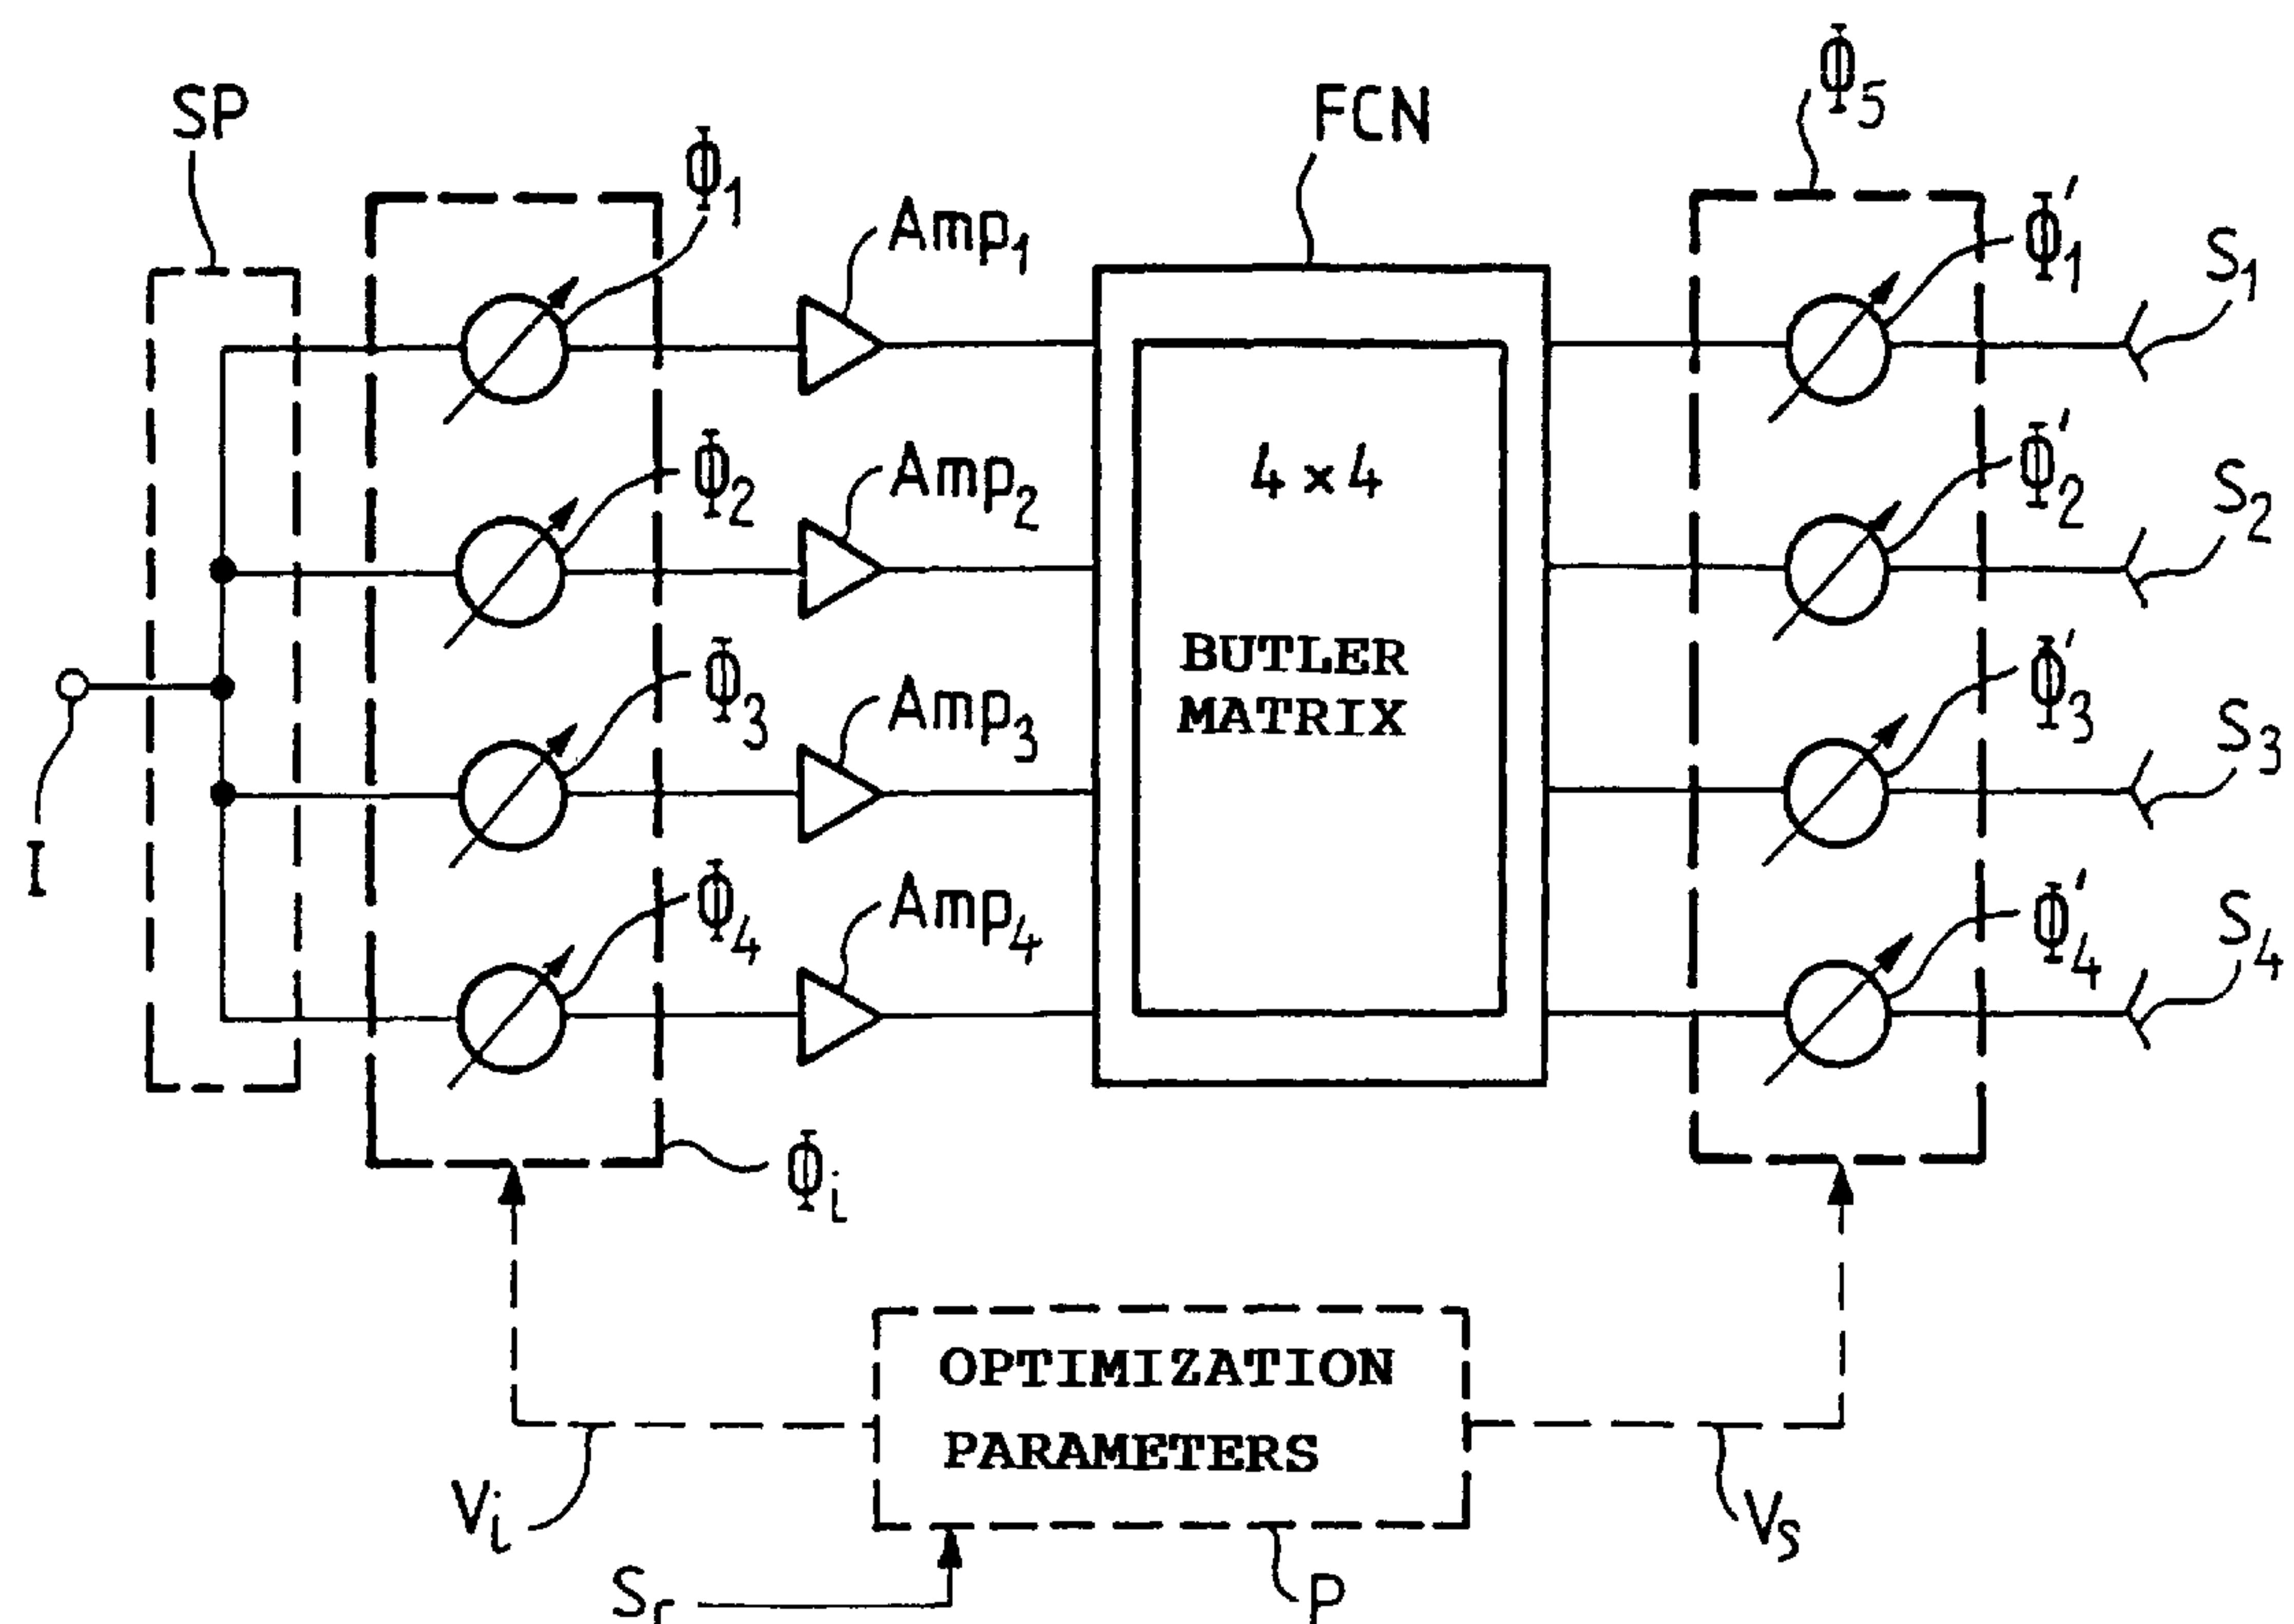 SP
FCN
Φ5
Φ1
Amp1
Φ'1
S1
Φ2
Amp2
4 × 4
Φ'2
S2
BUTLER
MATRIX
Φ3
Amp3
Φ'3
S3
I
Φ4
Amp4
Φ'4
S4
Φi
OPTIMIZATION
PARAMETERS
Vi
VS
Sr
P